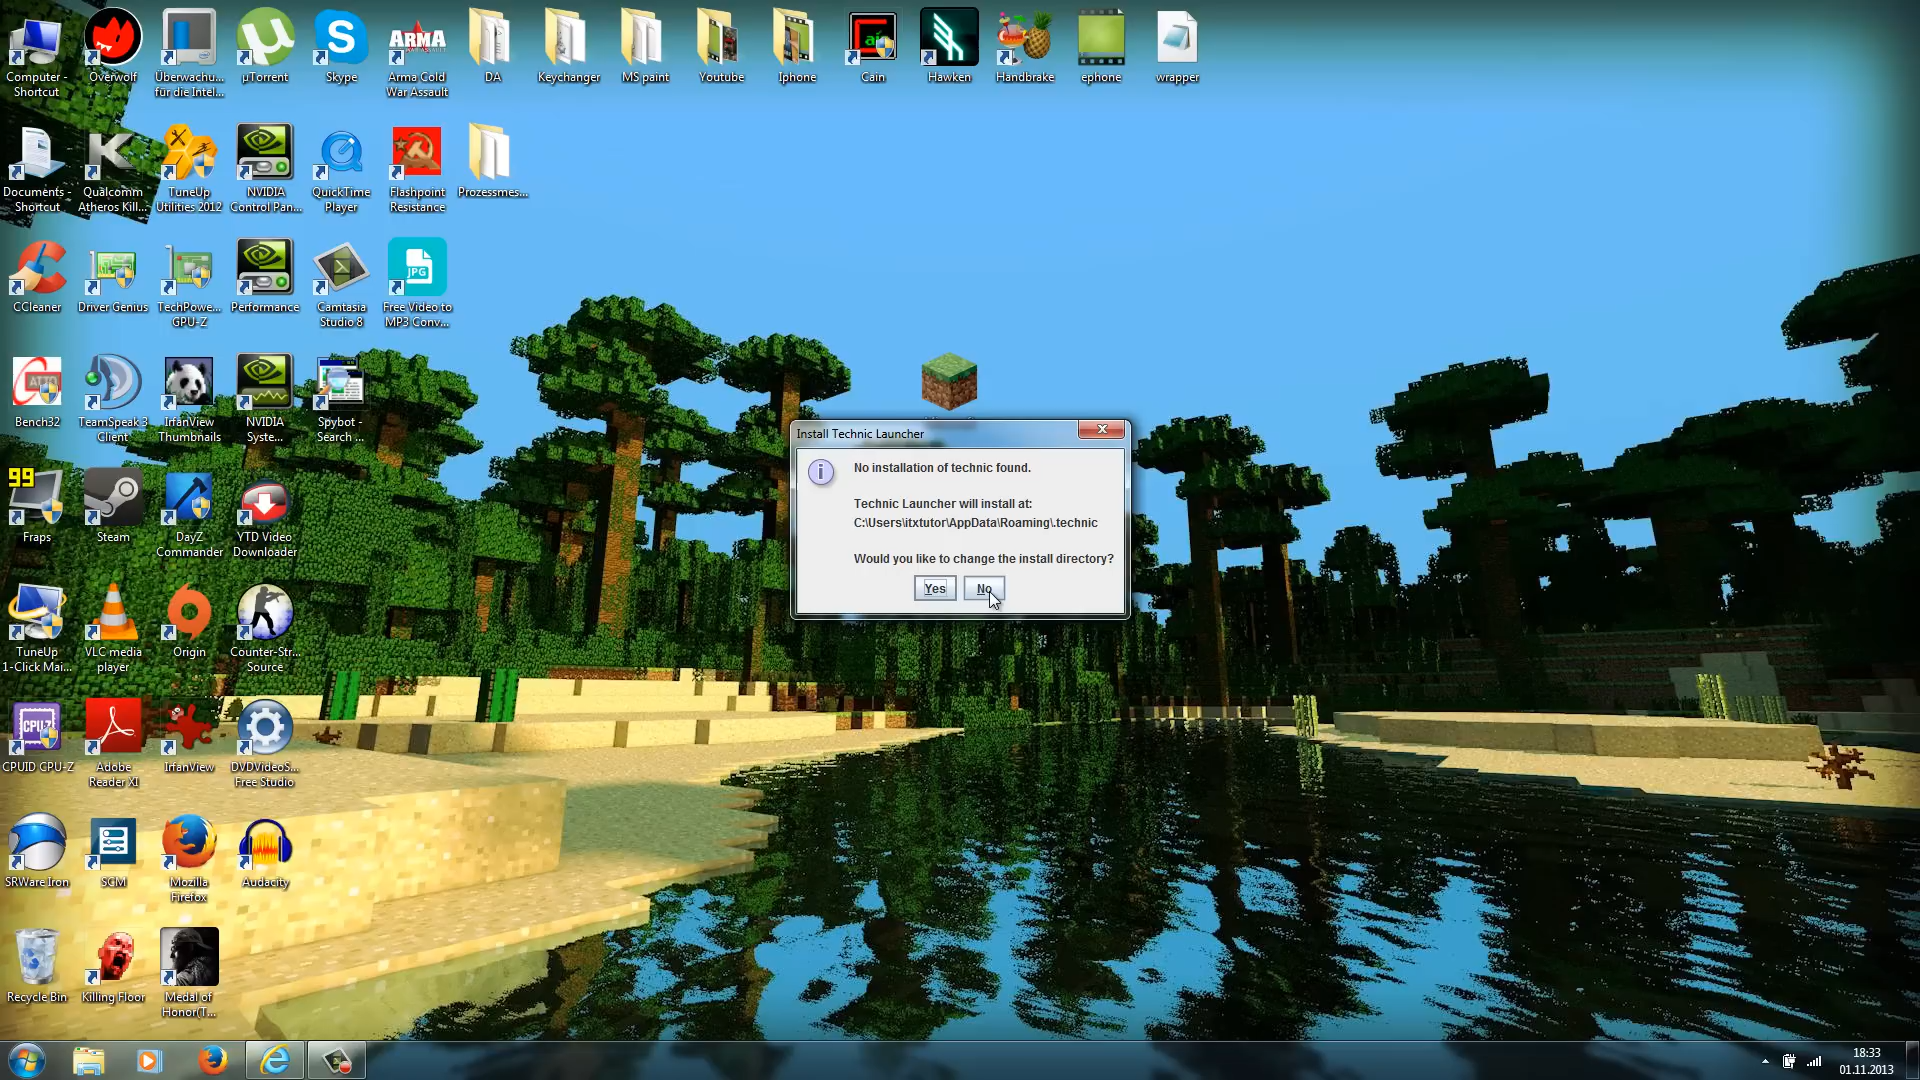 Computer -
Shortcut
Overwolf
Überwachu...
für die Intel...
µTorrent
Skype
Arma Cold
War Assault
DA
Keychanger
MS paint
Youtube
Iphone
Cain
Hawken
Handbrake
ephone
wrapper
ARMA
Documents -
Shortcut
Qualcomm
Atheros Kill...
TuneUp
Utilities 2012
NVIDIA
Control Pan...
QuickTime
Player
Flashpoint
Resistance
Prozessmes...
CCleaner
Driver Genius
TechPowe...
GPU-Z
Performance
Camtasia
Studio 8
JPG
Free Video to
MP3 Conv...
ATTO
Bench32
TeamSpeak 3
Client
IrfanView
Thumbnails
NVIDIA
Syste...
Spybot -
Search ...
99
Fraps
Steam
DayZ
Commander
YTD Video
Downloader
TuneUp
1-Click Mai...
VLC media
player
Origin
Counter-Str...
Source
CPU-Z
CPUID CPU-Z
Adobe
Reader XI
IrfanView
DVDVideoS...
Free Studio
SRWare Iron
SCM
Mozilla
Firefox
Audacity
Recycle Bin
Killing Floor
Medal of
Honor(T...
Install Technic Launcher
No installation of technic found.
Technic Launcher will install at:
C:\Users\itxtutor\AppData\Roaming\.technic
Would you like to change the install directory?
Yes
No
18:33
01.11.2013